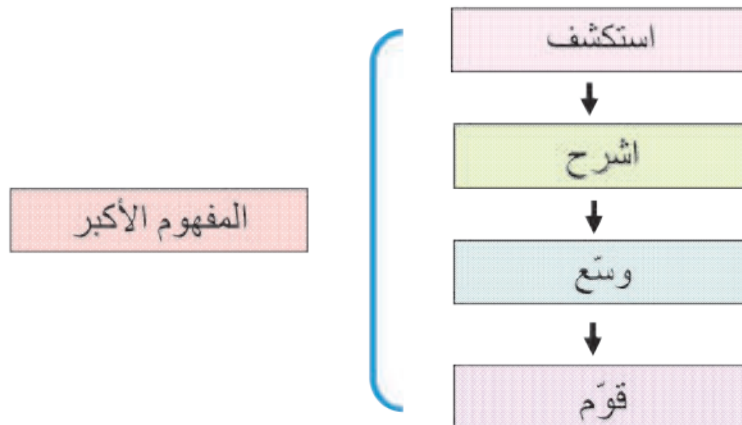 استكشف
اشرح
المفهوم الأكبر
وسّع
قوّم